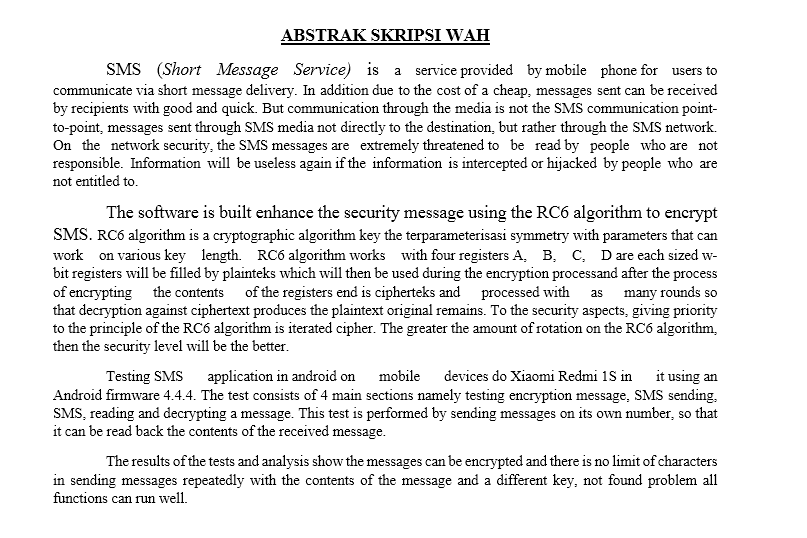 ABSTRAK SKRIPSI WAH
SMS (Short Message Service) is a service provided by mobile phone for users to
communicate via short message delivery. In addition due to the cost of a cheap, messages sent can be received
by recipients with good and quick. But communication through the media is not the SMS communication point-
to-point, messages sent through SMS media not directly to the destination, but rather through the SMS network.
On the network security, the SMS messages are extremely threatened to be read by people who are not
responsible. Information will be useless again if the information is intercepted or hijacked by people who are
not entitled to.
The software is built enhance the security message using the RC6 algorithm to encrypt
SMS. RC6 algorithm is a cryptographic algorithm key the terparameterisasi symmetry with parameters that can
work on various key length. RC6 algorithm works with four registers A, B, C, D are each sized w-
bit registers will be filled by plainteks which will then be used during the encryption processand after the process
of encrypting the contents of the registers end is cipherteks and processed with as many rounds so
that decryption against ciphertext produces the plaintext original remains. To the security aspects, giving priority
to the principle of the RC6 algorithm is iterated cipher. The greater the amount of rotation on the RC6 algorithm,
then the security level will be the better.
Testing SMS application in android on mobile devices do Xiaomi Redmi 1S in it using an
Android firmware 4.4.4. The test consists of 4 main sections namely testing encryption message, SMS sending,
SMS, reading and decrypting a message. This test is performed by sending messages on its own number, so that
it can be read back the contents of the received message.
The results of the tests and analysis show the messages can be encrypted and there is no limit of characters
in sending messages repeatedly with the contents of the message and a different key, not found problem all
functions can run well.